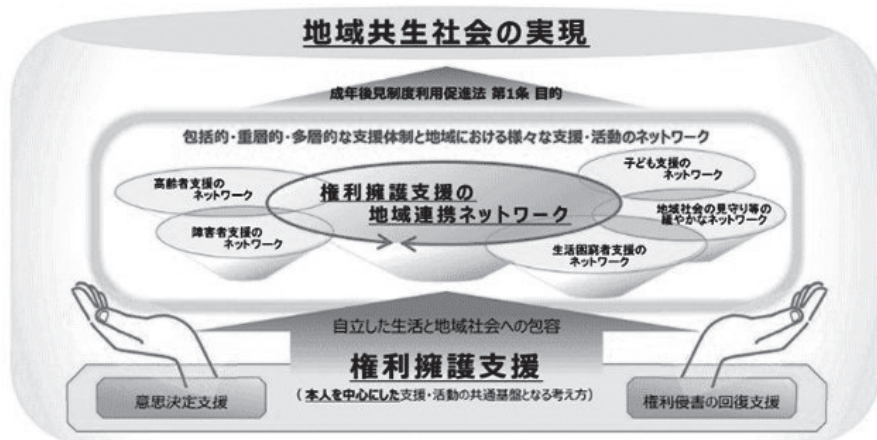 地域共生社会の実現
成年後見制度利用促進法 第1条 目的
包括的・重層的・多層的な支援体制と地域における様々な支援・活動のネットワーク
高齢者支援の
ネットワーク
障害者支援の
ネットワーク
権利擁護支援の
地域連携ネットワーク
子ども支援の
ネットワーク
地域社会の見守り等の
緩やかなネットワーク
生活困窮者支援の
ネットワーク
自立した生活と地域社会への包容
権利擁護支援
(本人を中心にした支援・活動の共通基盤となる考え方)
意思決定支援
権利侵害の回復支援